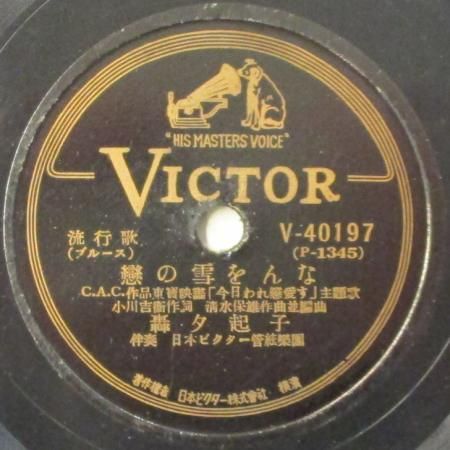 "HIS MASTERS VOICE"
VICTOR
流行歌
(ブルース)
V-40197
(P-1345)
戀の雪をんな
C.A.C.作品東寶映畫「今日われ戀愛す」主題歌
小川吉衞作詞 清水保雄作曲並編曲
轟夕起子
伴奏 日本ビクター管絃樂團
日本ビクター株式會社 橫濱